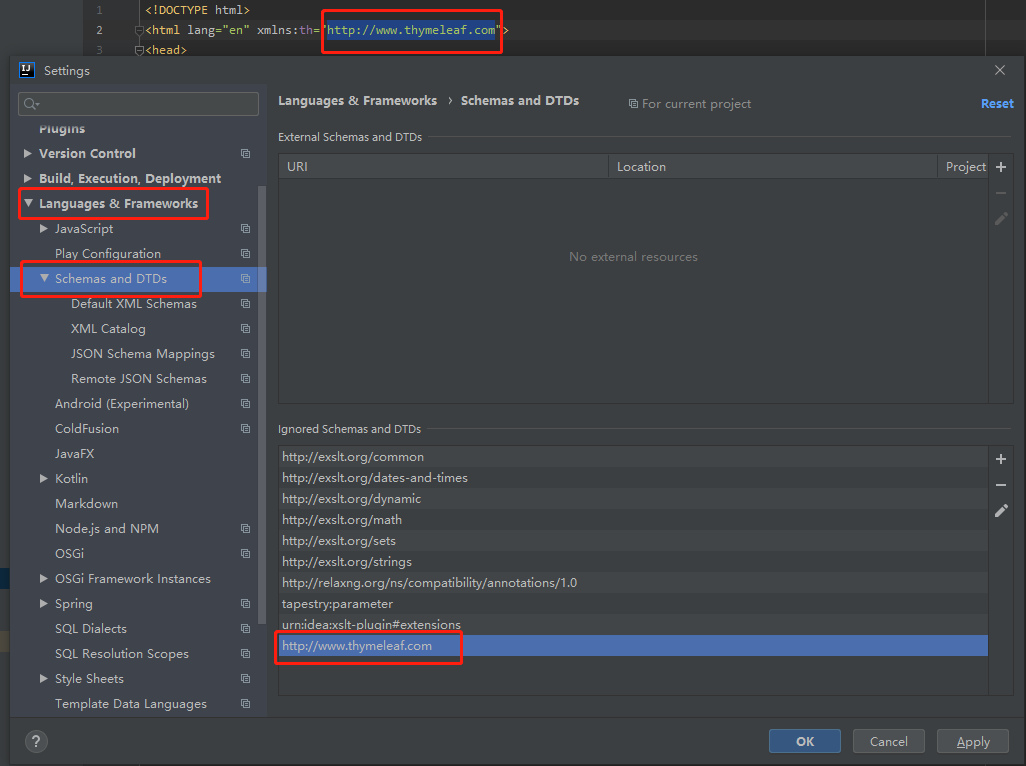 1 <!DOCTYPE html>
2 <html lang="en" xmlns:th="http://www.thymeleaf.com">
3 <head>
IJ Settings
Plugins
Version Control
Build, Execution, Deployment
Languages & Frameworks
JavaScript
Play Configuration
Schemas and DTDs
Default XML Schemas
XML Catalog
JSON Schema Mappings
Remote JSON Schemas
Android (Experimental)
ColdFusion
JavaFX
Kotlin
Markdown
Node.js and NPM
OSGi
OSGi Framework Instances
Spring
SQL Dialects
SQL Resolution Scopes
Style Sheets
Template Data Languages
Languages & Frameworks › Schemas and DTDs For current project Reset
External Schemas and DTDs
URI Location Project
No external resources
Ignored Schemas and DTDs
http://exslt.org/common
http://exslt.org/dates-and-times
http://exslt.org/dynamic
http://exslt.org/math
http://exslt.org/sets
http://exslt.org/strings
http://relaxng.org/ns/compatibility/annotations/1.0
tapestry:parameter
urn:idea:xslt-plugin#extensions
http://www.thymeleaf.com
? OK Cancel Apply